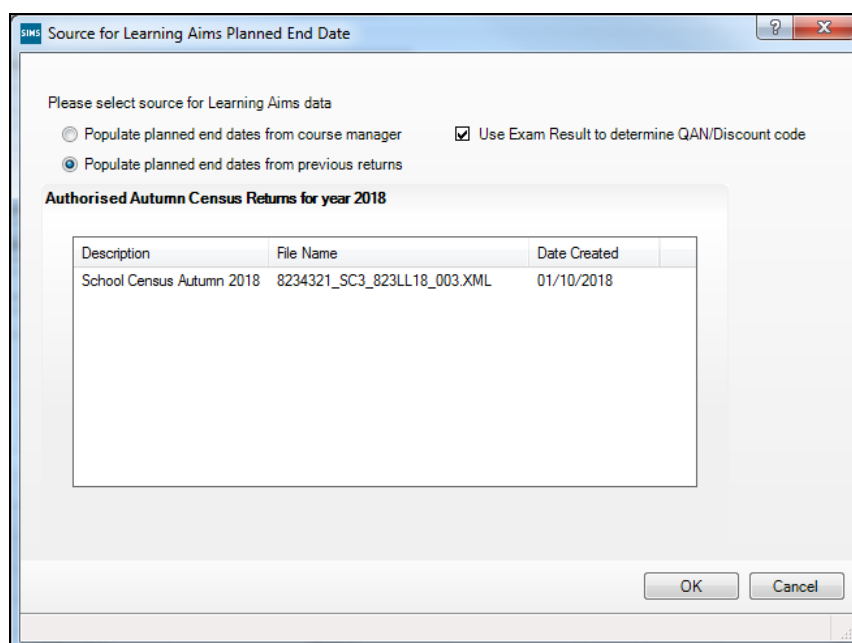 SIMS Source for Learning Aims Planned End Date ? X
Please select source for Learning Aims data
Populate planned end dates from course manager Use Exam Result to determine QAN/Discount code
Populate planned end dates from previous returns
Authorised Autumn Census Returns for year 2018
Description File Name Date Created
School Census Autumn 2018 8234321_SC3_823LL18_003.XML 01/10/2018
OK Cancel